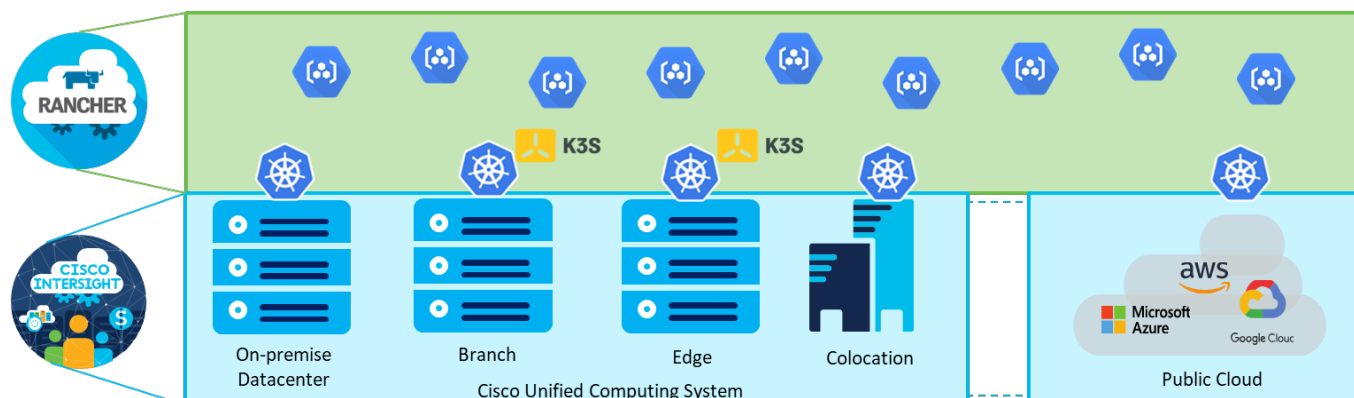 RANCHER
K3S
K3S
CISCO
INTERSIGHT
$
aws
Microsoft
Azure
Google Cloud
On-premise
Datacenter
Branch
Edge
Colocation
Cisco Unified Computing System
Public Cloud